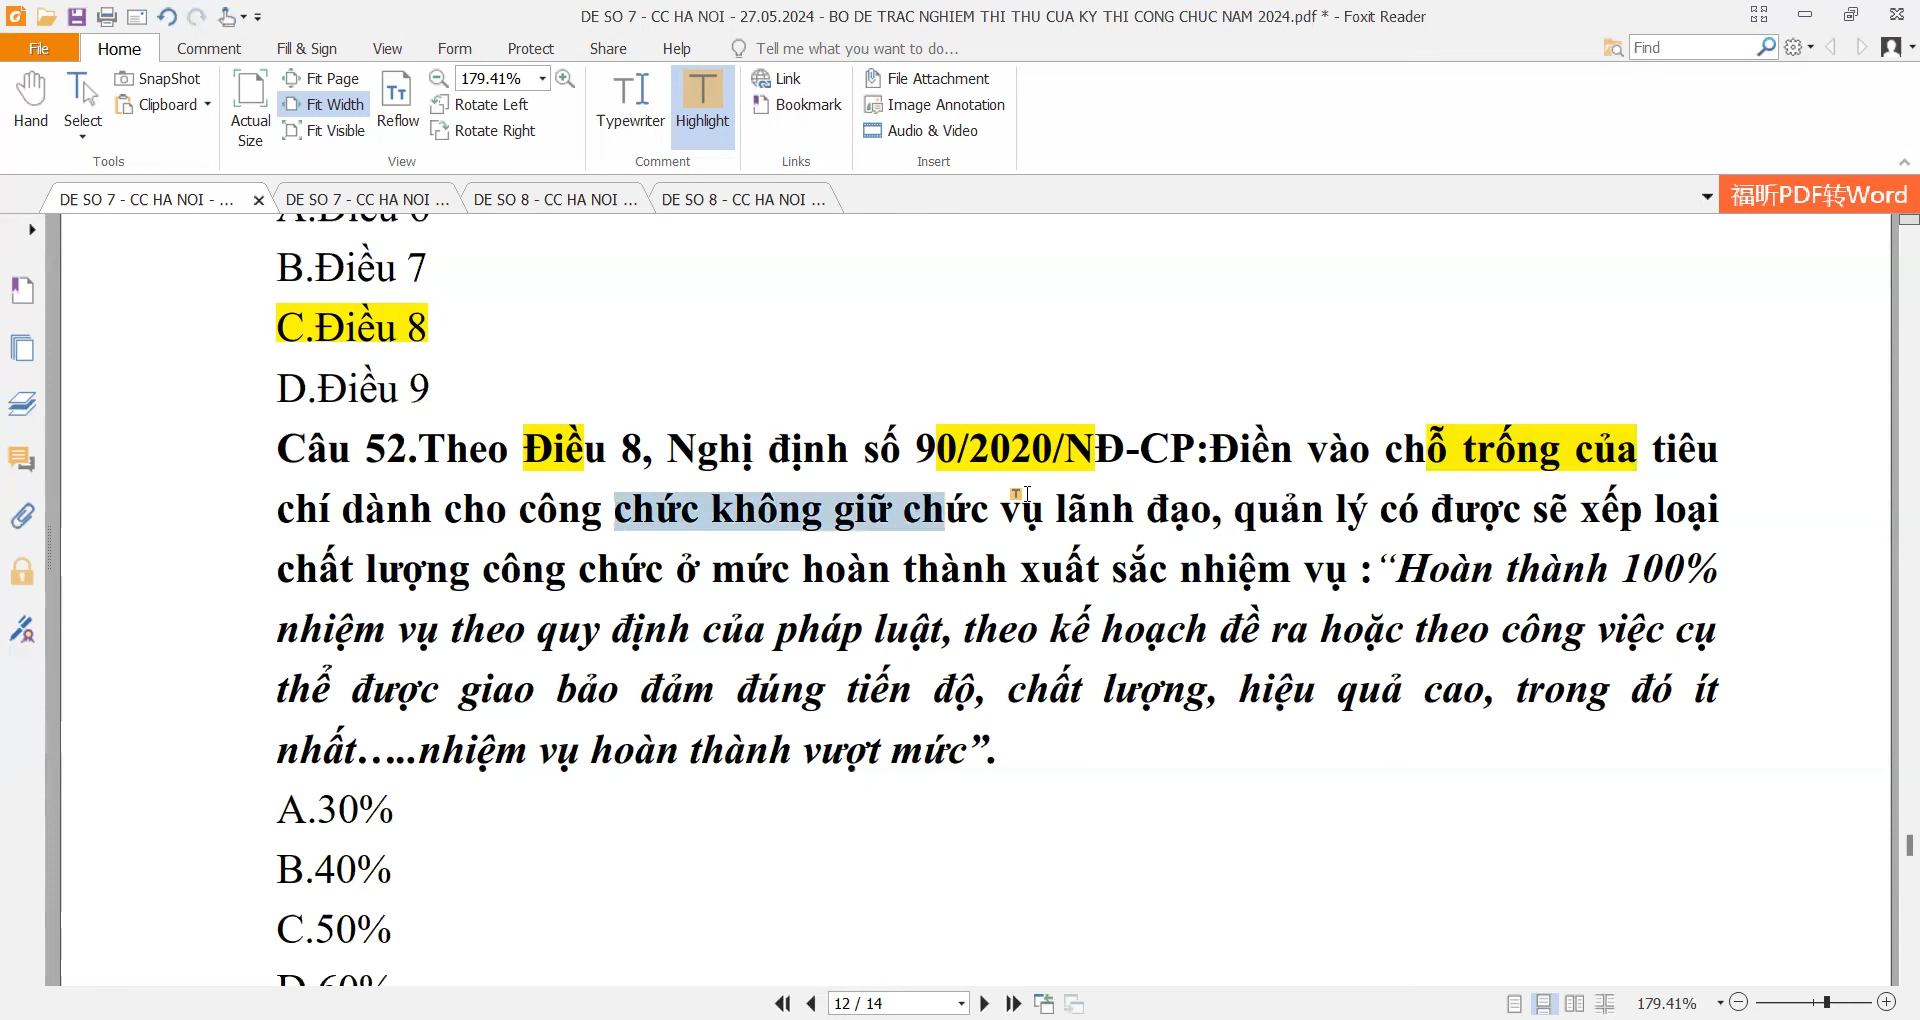 DE SO 7 - CC HA NOI - 27.05.2024 - BO DE TRAC NGHIEM THI THU CUA KY THI CONG CHUC NAM 2024.pdf * - Foxit Reader
File Home Comment Fill & Sign View Form Protect Share Help Tell me what you want to do... Find
Hand Select SnapShot Clipboard Actual Size Fit Page Fit Width Fit Visible Reflow 179.41% Rotate Left Rotate Right Typewriter Highlight Link Bookmark File Attachment Image Annotation Audio & Video
Tools View Comment Links Insert
DE SO 7 - CC HA NOI - ... DE SO 7 - CC HA NOI ... DE SO 8 - CC HA NOI ... DE SO 8 - CC HA NOI ... 福昕PDF转Word
A.Điều 6
B.Điều 7
C.Điều 8
D.Điều 9
Câu 52.Theo Điều 8, Nghị định số 90/2020/NĐ-CP:Điền vào chỗ trống của tiêu
chí dành cho công chức không giữ chức vụ lãnh đạo, quản lý có được sẽ xếp loại
chất lượng công chức ở mức hoàn thành xuất sắc nhiệm vụ :“Hoàn thành 100%
nhiệm vụ theo quy định của pháp luật, theo kế hoạch đề ra hoặc theo công việc cụ
thể được giao bảo đảm đúng tiến độ, chất lượng, hiệu quả cao, trong đó ít
nhất…..nhiệm vụ hoàn thành vượt mức”.
A.30%
B.40%
C.50%
D.60%
12 / 14 179.41%